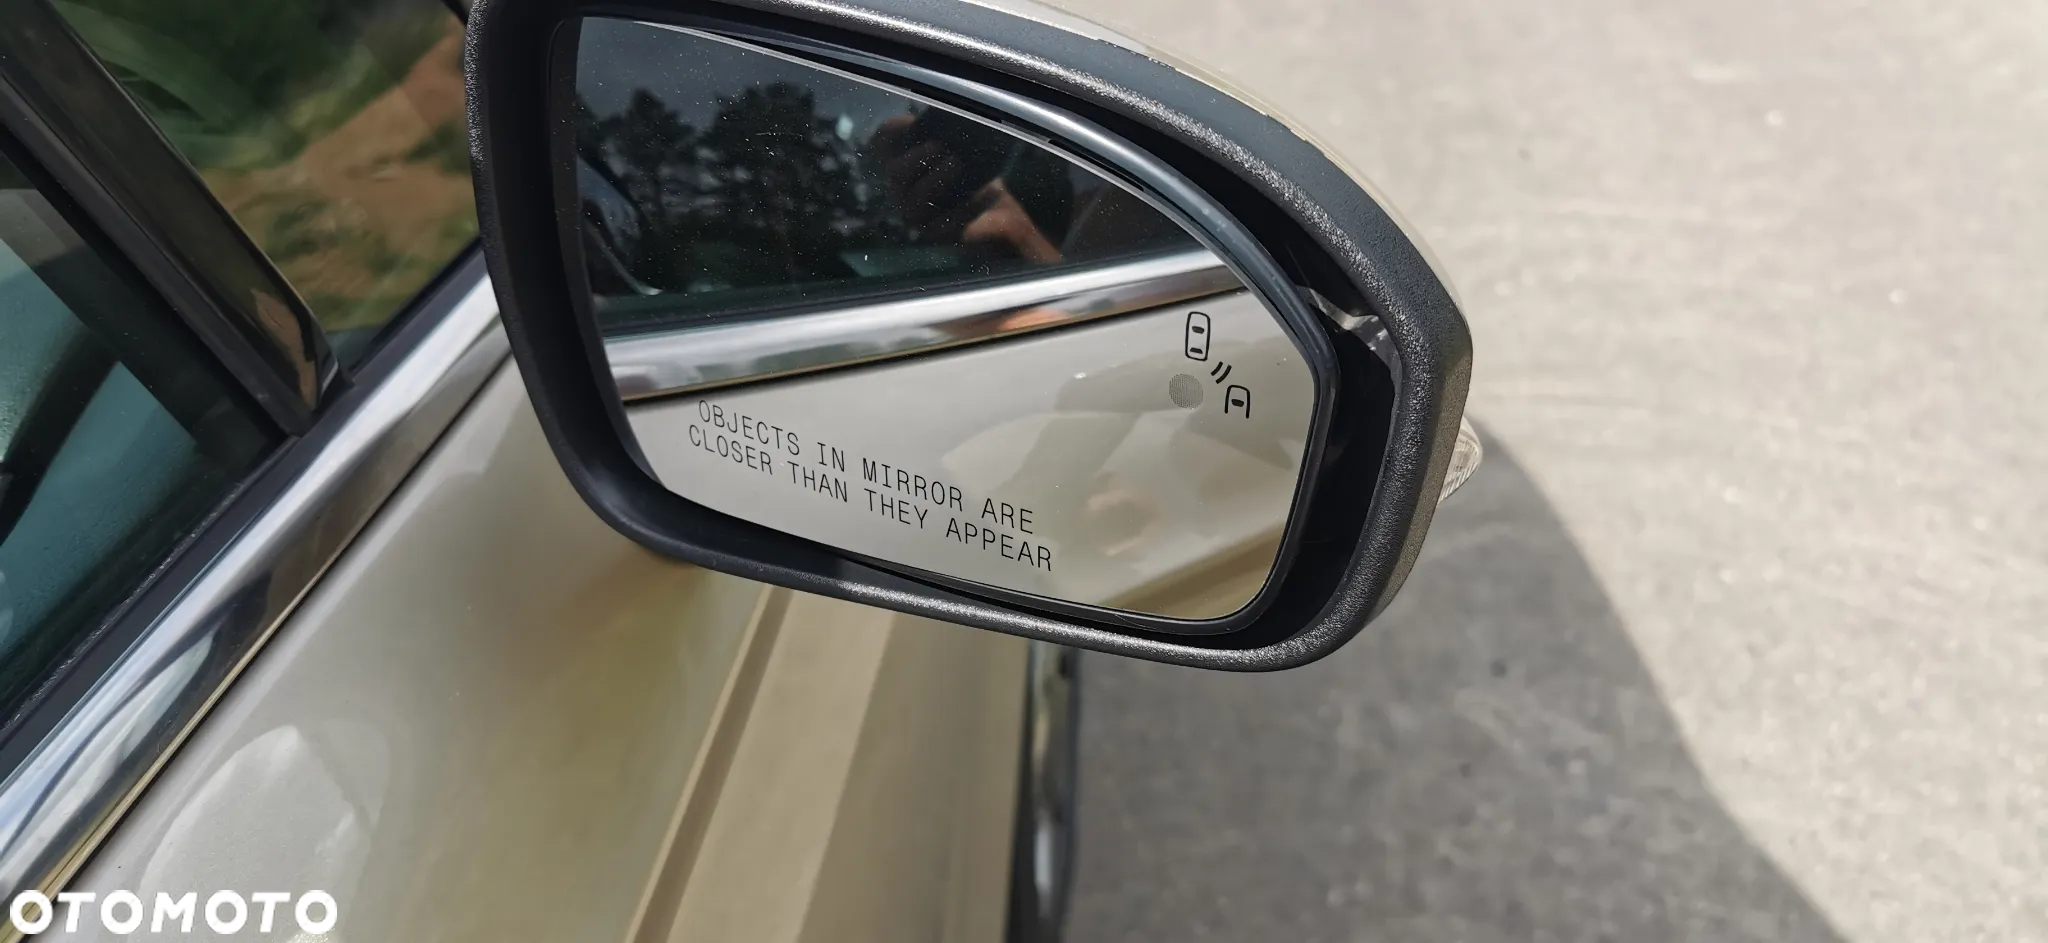 OBJECTS IN MIRROR ARE
CLOSER THAN THEY APPEAR
OTOMOTO